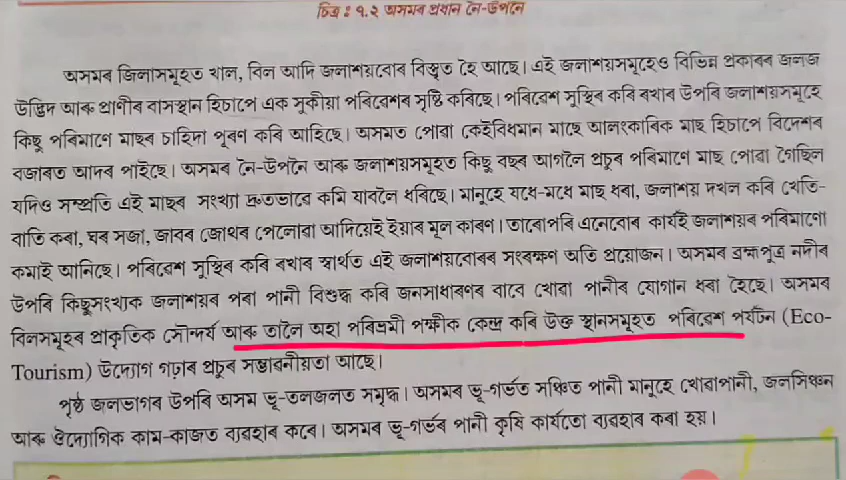 চিত্ৰ : ৭.২ অসমৰ প্ৰধান নৈ-উপনৈ
অসমৰ জিলাসমূহত খাল, বিল আদি জলাশয়বোৰ বিস্তৃত হৈ আছে। এই জলাশয়সমূহেও বিভিন্ন প্ৰকাৰৰ জলজ
উদ্ভিদ আৰু প্ৰাণীৰ বাসস্থান হিচাপে এক সুকীয়া পৰিৱেশৰ সৃষ্টি কৰিছে। পৰিৱেশ সুস্থিৰ কৰি ৰখাৰ উপৰি জলাশয়সমূহে
কিছু পৰিমাণে মাছৰ চাহিদা পূৰণ কৰি আহিছে। অসমত পোৱা কেইবিধমান মাছে আলংকাৰিক মাছ হিচাপে বিদেশৰ
বজাৰত আদৰ পাইছে। অসমৰ নৈ-উপনৈ আৰু জলাশয়সমূহত কিছু বছৰ আগলৈ প্ৰচুৰ পৰিমাণে মাছ পোৱা গৈছিল
যদিও সম্প্ৰতি এই মাছৰ সংখ্যা দ্ৰুতভাৱে কমি যাবলৈ ধৰিছে। মানুহে যধে-মধে মাছ ধৰা, জলাশয় দখল কৰি খেতি-
বাতি কৰা, ঘৰ সজা, জাবৰ জোথৰ পেলোৱা আদিয়েই ইয়াৰ মূল কাৰণ। তাৰোপৰি এনেবোৰ কাৰ্যই জলাশয়ৰ পৰিমাণো
কমাই আনিছে। পৰিৱেশ সুস্থিৰ কৰি ৰখাৰ স্বাৰ্থত এই জলাশয়বোৰৰ সংৰক্ষণ অতি প্ৰয়োজন। অসমৰ ব্ৰহ্মপুত্ৰ নদীৰ
উপৰি কিছুসংখ্যক জলাশয়ৰ পৰা পানী বিশুদ্ধ কৰি জনসাধাৰণৰ বাবে খোৱা পানীৰ যোগান ধৰা হৈছে। অসমৰ
বিলসমূহৰ প্ৰাকৃতিক সৌন্দৰ্য আৰু তালৈ অহা পৰিভ্ৰমী পক্ষীক কেন্দ্ৰ কৰি উক্ত স্থানসমূহত পৰিৱেশ পৰ্যটন (Eco-
Tourism) উদ্যোগ গঢ়াৰ প্ৰচুৰ সম্ভাৱনীয়তা আছে।
পৃষ্ঠ জলভাগৰ উপৰি অসম ভূ-তলজলত সমৃদ্ধ। অসমৰ ভূ-গৰ্ভত সঞ্চিত পানী মানুহে খোৱাপানী, জলসিঞ্চন
আৰু ঔদ্যোগিক কাম-কাজত ব্যৱহাৰ কৰে। অসমৰ ভূ-গৰ্ভৰ পানী কৃষি কাৰ্যতো ব্যৱহাৰ কৰা হয়।